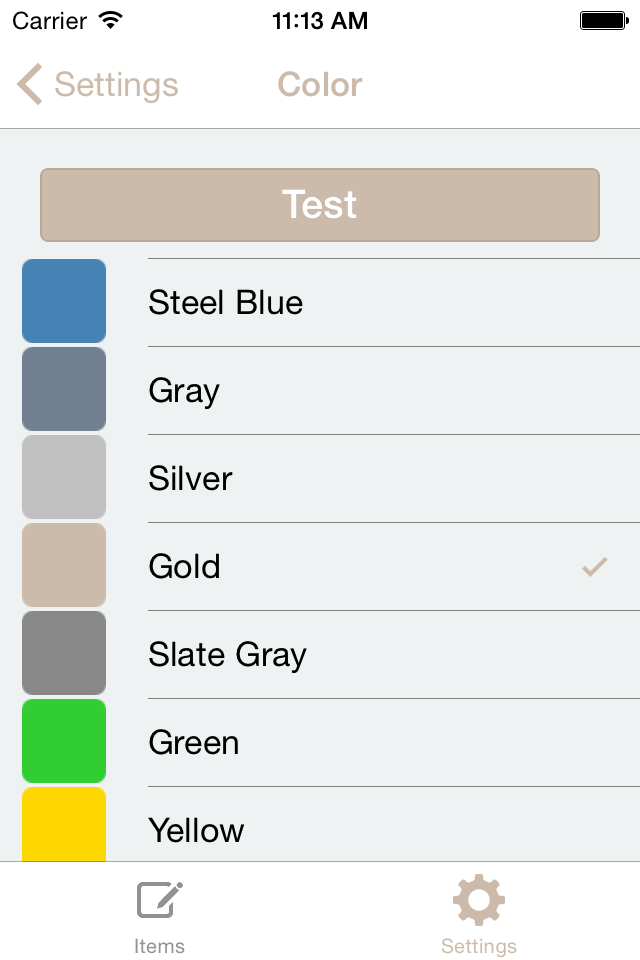 Carrier 11:13 AM
Settings Color
Test
Steel Blue
Gray
Silver
Gold
Slate Gray
Green
Yellow
Items Settings